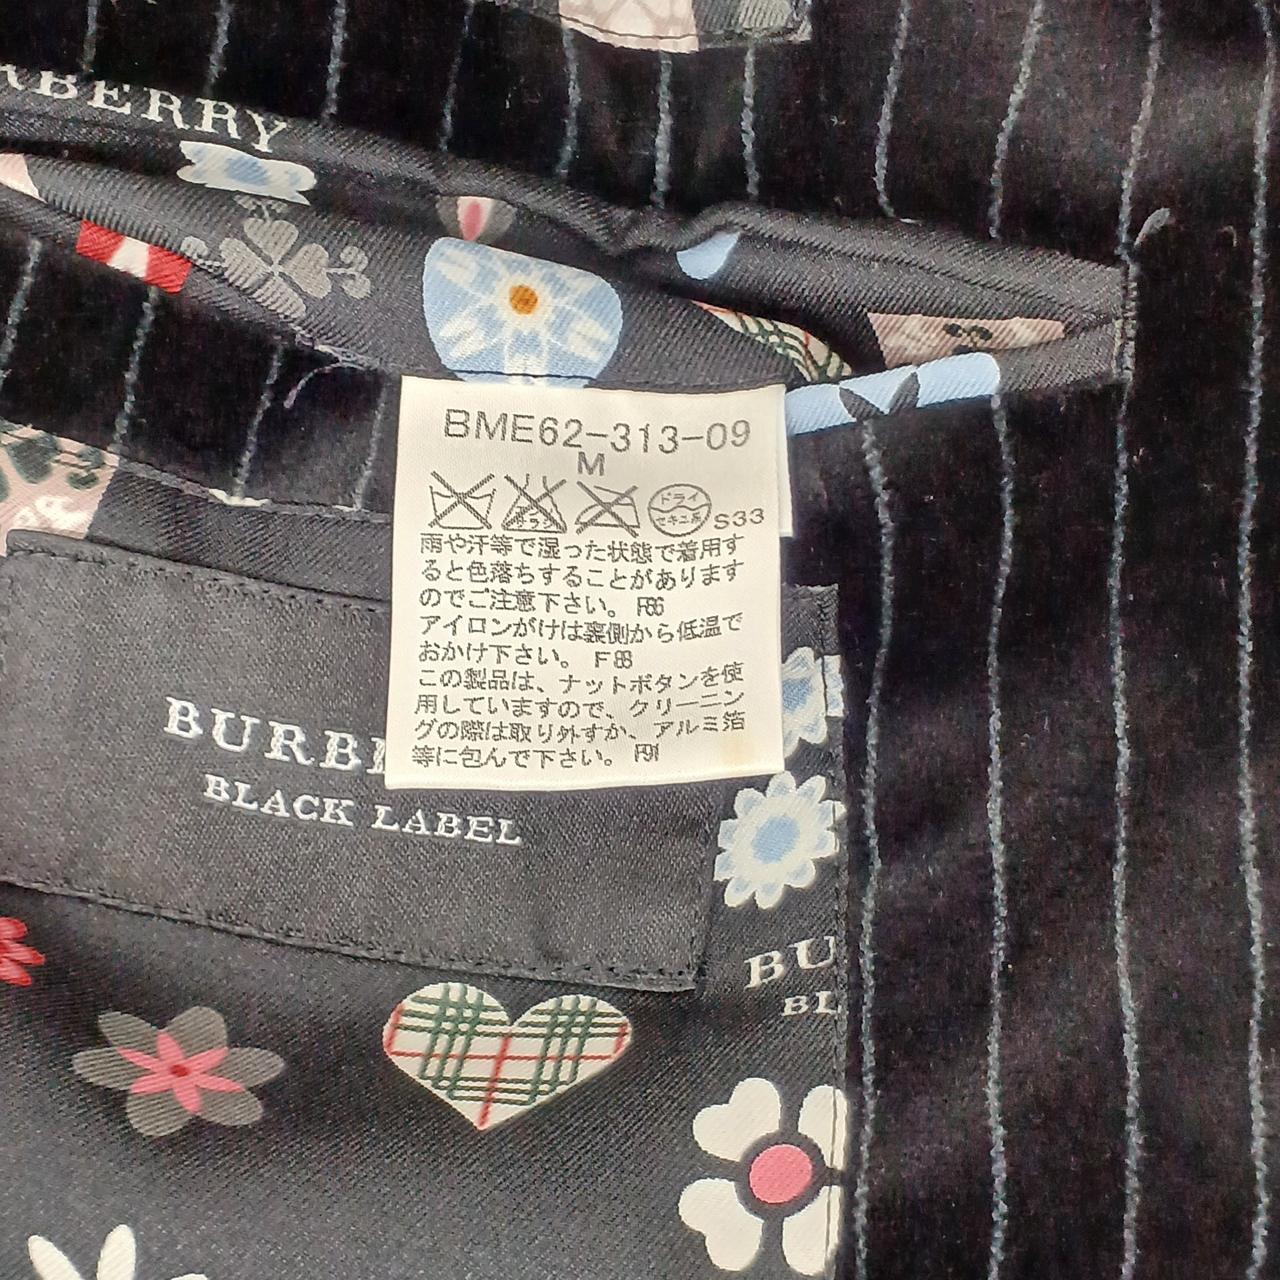 BERRY
BME62-313-09
M
ドライ
セキユ系
S33
雨や汗等で湿った状態で着用す
ると色落ちすることがあります
のでご注意下さい。 F86
アイロンがけは裏側から低温で
おかけ下さい。 F88
この製品は、ナットボタンを使
用していますので、クリーニン
グの際は取り外すか、アルミ箔
等に包んで下さい。 F91
BURB
BLACK LABEL
BU
BL